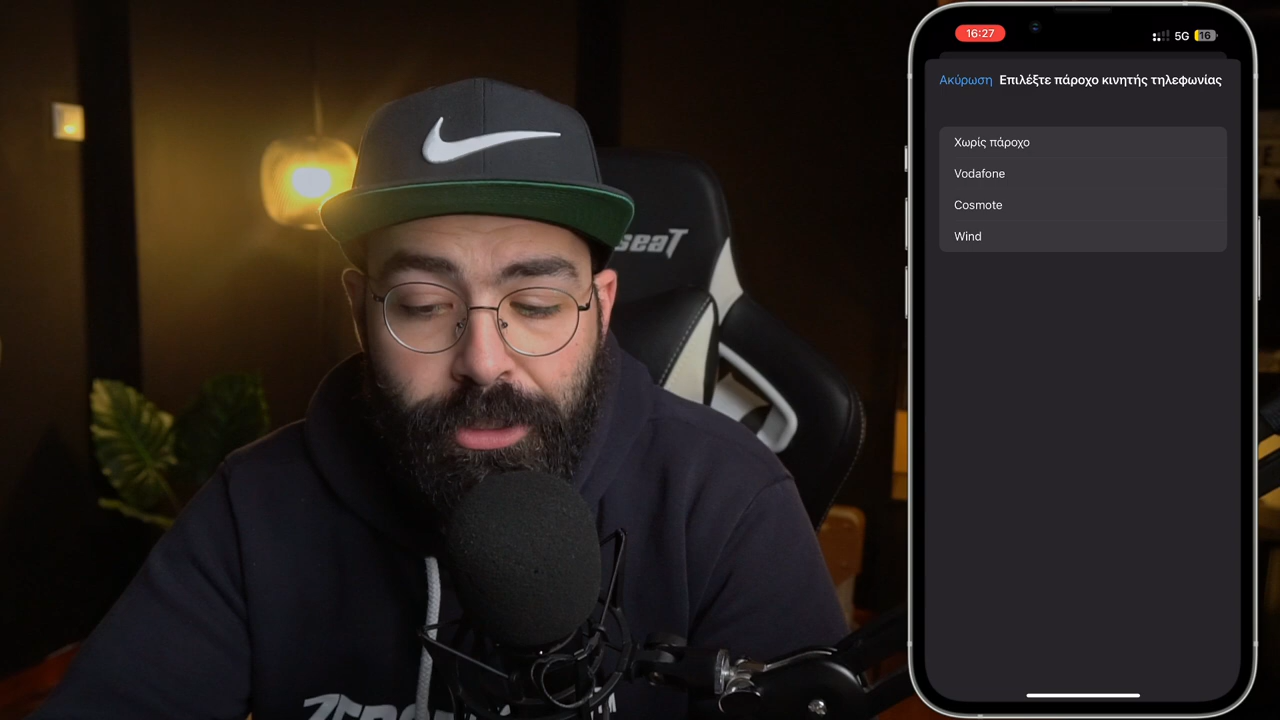 16:27
5G
16
Ακύρωση
Επιλέξτε πάροχο κινητής τηλεφωνίας
Χωρίς πάροχο
Vodafone
Cosmote
Wind
seaT